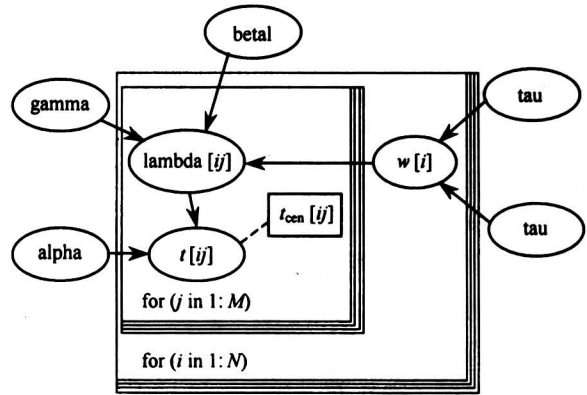 betal
gamma
tau
lambda [ij]
w [i]
t_cen [ij]
tau
alpha
t [ij]
for (j in 1: M)
for (i in 1: N)